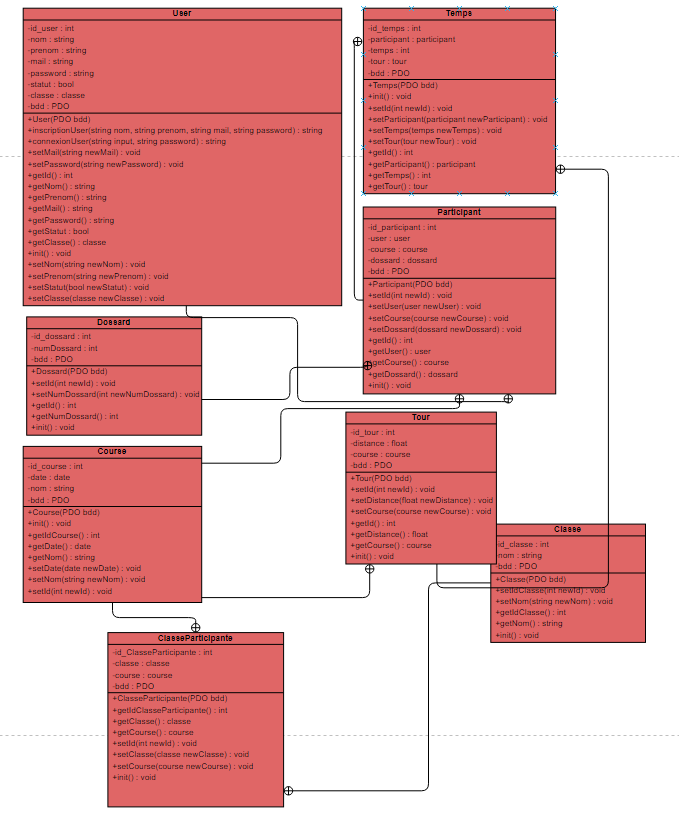 User
-id_user : int
-nom : string
-prenom : string
-mail : string
-password : string
-statut : bool
-classe : classe
-bdd : PDO
+User(PDO bdd)
+inscriptionUser(string nom, string prenom, string mail, string password) : string
+connexionUser(string input, string password) : string
+setMail(string newMail) : void
+setPassword(string newPassword) : void
+getId() : int
+getNom() : string
+getPrenom() : string
+getMail() : string
+getPassword() : string
+getStatut : bool
+getClasse() : classe
+init() : void
+setNom(string newNom) : void
+setPrenom(string newPrenom) : void
+setStatut(bool newStatut) : void
+setClasse(classe newClasse) : void
Temps
-id_temps : int
-participant : participant
-temps : int
-tour : tour
-bdd : PDO
+Temps(PDO bdd)
+init() : void
+setId(int newId) : void
+setParticipant(participant newParticipant) : void
+setTemps(temps newTemps) : void
+setTour(tour newTour) : void
+getId() : int
+getParticipant() : participant
+getTemps() : int
+getTour() : tour
Participant
-id_participant : int
-user : user
-course : course
-dossard : dossard
-bdd : PDO
+Participant(PDO bdd)
+setId(int newId) : void
+setUser(user newUser) : void
+setCourse(course newCourse) : void
+setDossard(dossard newDossard) : void
+getId() : int
+getUser() : user
+getCourse() : course
+getDossard() : dossard
+init() : void
Dossard
-id_dossard : int
-numDossard : int
-bdd : PDO
+Dossard(PDO bdd)
+setId(int newId) : void
+setNumDossard(int newNumDossard) : void
+getId() : int
+getNumDossard() : int
+init() : void
Tour
-id_tour : int
-distance : float
-course : course
-bdd : PDO
+Tour(PDO bdd)
+setId(int newId) : void
+setDistance(float newDistance) : void
+setCourse(course newCourse) : void
+getId() : int
+getDistance() : float
+getCourse() : course
+init() : void
Course
-id_course : int
-date : date
-nom : string
-bdd : PDO
+Course(PDO bdd)
+init() : void
+getIdCourse() : int
+getDate() : date
+getNom() : string
+setDate(date newDate) : void
+setNom(string newNom) : void
+setId(int newId) : void
Classe
-id_classe : int
-nom : string
-bdd : PDO
+Classe(PDO bdd)
+setIdClasse(int newId) : void
+setNom(string newNom) : void
+getIdClasse() : int
+getNom() : string
+init() : void
ClasseParticipante
-id_ClasseParticipante : int
-classe : classe
-course : course
-bdd : PDO
+ClasseParticipante(PDO bdd)
+getIdClasseParticipante() : int
+getClasse() : classe
+getCourse() : course
+setId(int newId) : void
+setClasse(classe newClasse) : void
+setCourse(course newCourse) : void
+init() : void